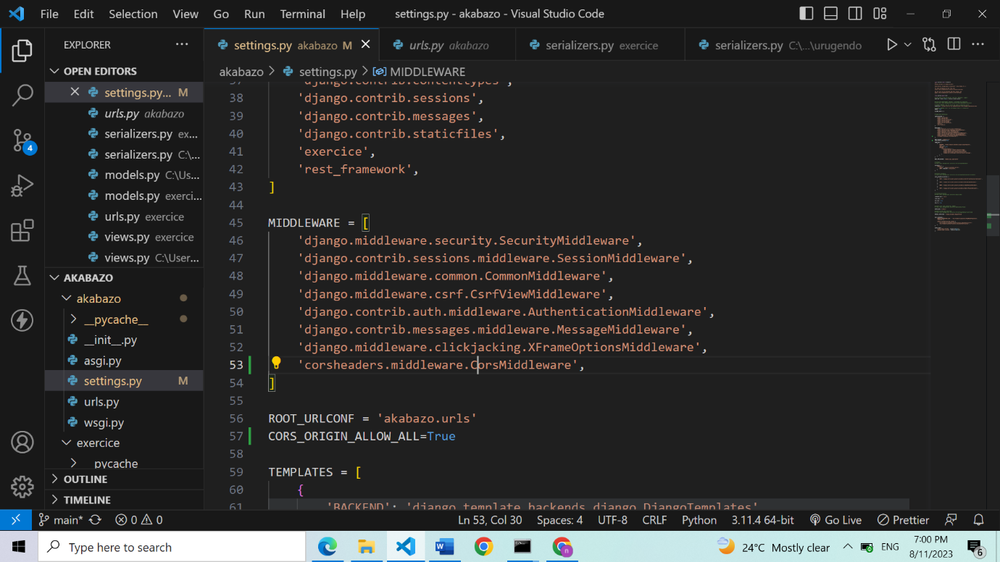 File Edit Selection View Go Run Terminal Help settings.py - akabazo - Visual Studio Code
EXPLORER
settings.py akabazo M
urls.py akabazo
serializers.py exercice
serializers.py C:\...\urugendo
OPEN EDITORS
settings.py... M
urls.py akabazo
serializers.py ex...
serializers.py C:\...
models.py C:\Us...
models.py exerci...
urls.py exercice
views.py exercice
views.py C:\User...
4
AKABAZO
akabazo
__pycache__
__init__.py
asgi.py
settings.py M
urls.py
wsgi.py
exercice
__pycache__
OUTLINE
TIMELINE
akabazo > settings.py > MIDDLEWARE
37 'django.contrib.contenttypes',
38 'django.contrib.sessions',
39 'django.contrib.messages',
40 'django.contrib.staticfiles',
41 'exercice',
42 'rest_framework',
43 ]
44
45 MIDDLEWARE = [
46 'django.middleware.security.SecurityMiddleware',
47 'django.contrib.sessions.middleware.SessionMiddleware',
48 'django.middleware.common.CommonMiddleware',
49 'django.middleware.csrf.CsrfViewMiddleware',
50 'django.contrib.auth.middleware.AuthenticationMiddleware',
51 'django.contrib.messages.middleware.MessageMiddleware',
52 'django.middleware.clickjacking.XFrameOptionsMiddleware',
53 'corsheaders.middleware.CorsMiddleware',
54 ]
55
56 ROOT_URLCONF = 'akabazo.urls'
57 CORS_ORIGIN_ALLOW_ALL=True
58
59 TEMPLATES = [
60 {
61 'BACKEND': 'django.template.backends.django.DjangoTemplates',
main* 0 0 Ln 53, Col 30 Spaces: 4 UTF-8 CRLF Python 3.11.4 64-bit Go Live Prettier
Type here to search
24°C Mostly clear ENG
7:00 PM
8/11/2023
6